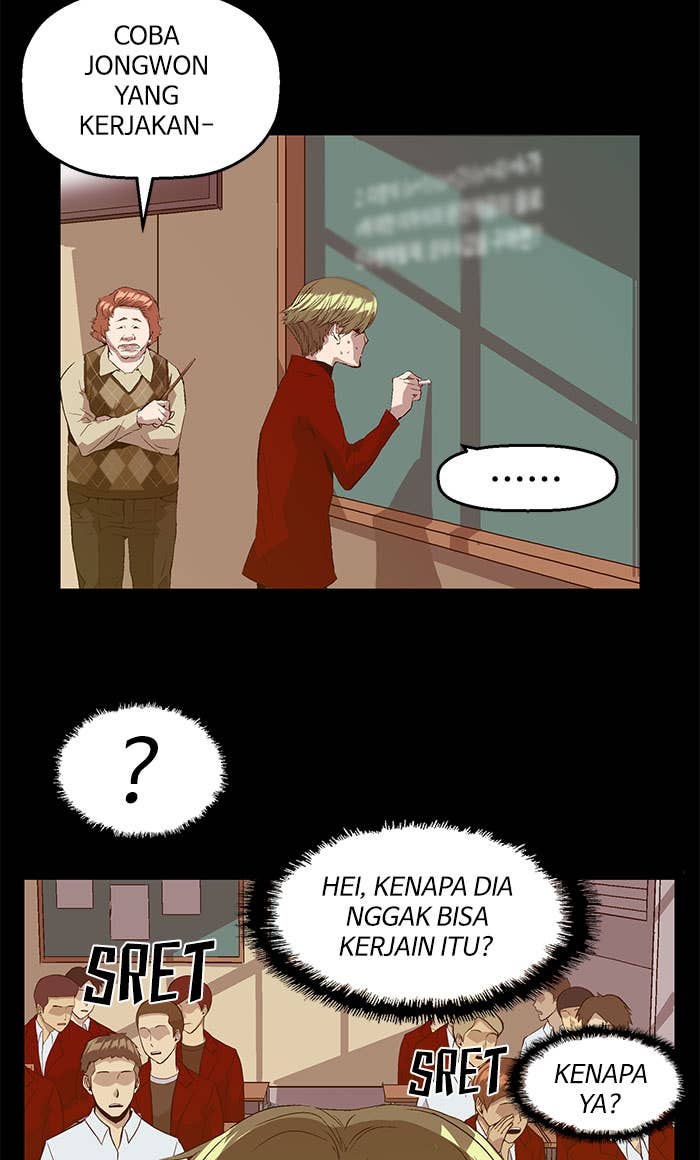 COBA
JONGWON
YANG
KERJAKAN-
......
?
HEI, KENAPA DIA
NGGAK BISA
KERJAIN ITU?
SRET
SRET
KENAPA
YA?